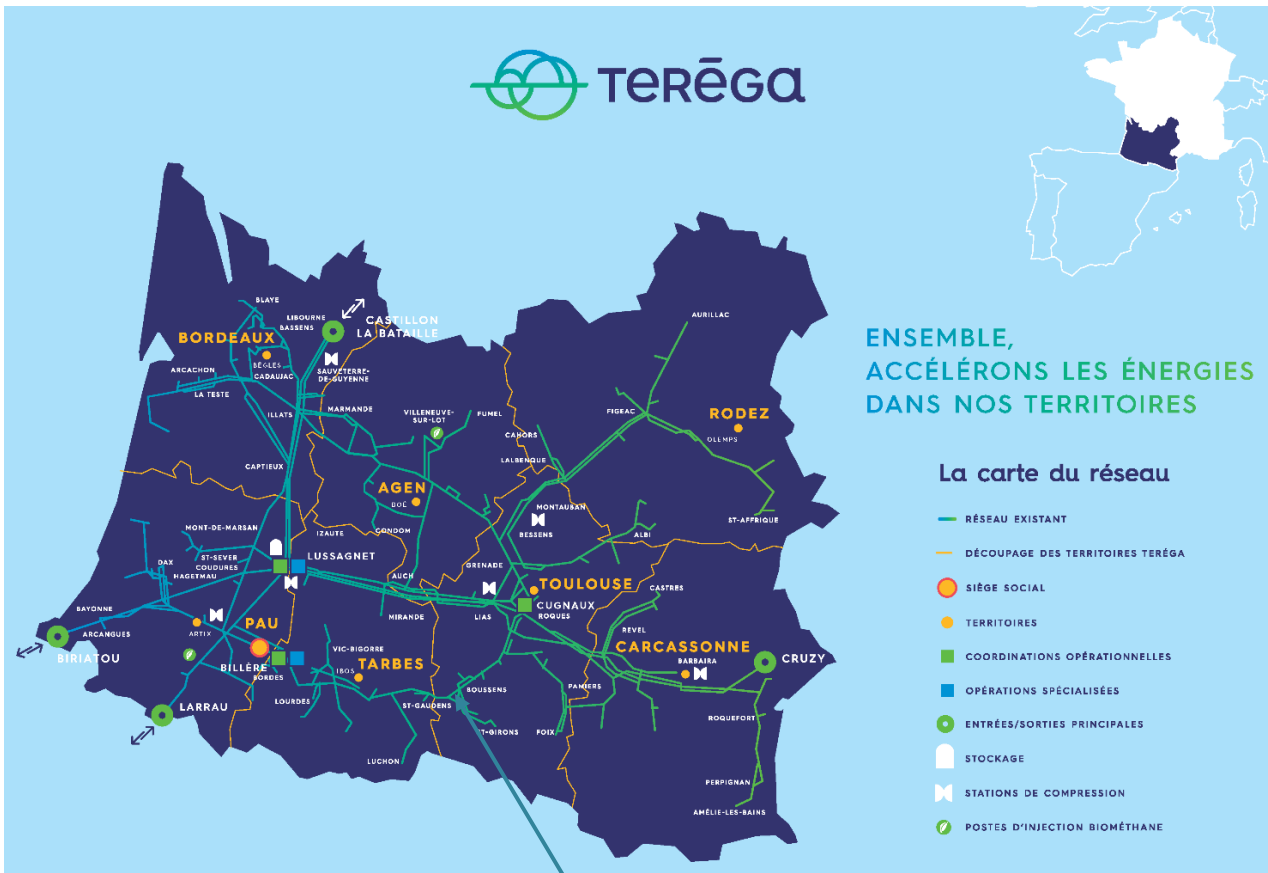 TERĒGA
ENSEMBLE,
ACCÉLÉRONS LES ÉNERGIES
DANS NOS TERRITOIRES
La carte du réseau
RÉSEAU EXISTANT
DÉCOUPAGE DES TERRITOIRES TERÉGA
SIÈGE SOCIAL
TERRITOIRES
COORDINATIONS OPÉRATIONNELLES
OPÉRATIONS SPÉCIALISÉES
ENTRÉES/SORTIES PRINCIPALES
STOCKAGE
STATIONS DE COMPRESSION
POSTES D'INJECTION BIOMÉTHANE
BLAYE
LIBOURNE
BASSENS
CASTILLON
LA BATAILLE
BORDEAUX
BÈGLES
CADAUJAC
SAUVETERRE-
DE-GUYENNE
ARCACHON
LA TESTE
ILLATS
MARMANDE
VILLENEUVE-
SUR-LOT
FUMEL
CAPTIEUX
AGEN
BOÉ
CONDOM
AURILLAC
FIGEAC
RODEZ
OLEMPS
CAHORS
LALBENQUE
ST-AFFRIQUE
MONTAUBAN
BESSENS
ALBI
MONT-DE-MARSAN
IZAUTE
LUSSAGNET
ST-SEVER
COUDURES
HAGETMAU
DAX
AUCH
GRENADE
TOULOUSE
CUGNAUX
ROQUES
CASTRES
BAYONNE
ARCANGUES
BIRIATOU
ARTIX
PAU
BILLÈRE
BORDES
MIRANDE
LIAS
REVEL
CARCASSONNE
BARBAIRA
CRUZY
VIC-BIGORRE
IBOS
TARBES
LOURDES
LARRAU
BOUSSENS
ST-GAUDENS
PAMIERS
T-GIRONS
FOIX
LUCHON
ROQUEFORT
PERPIGNAN
AMÉLIE-LES-BAINS